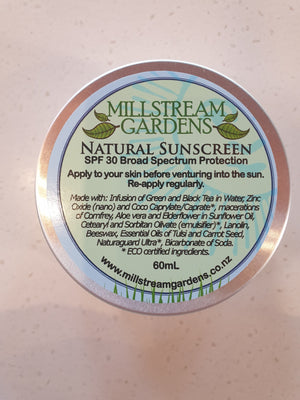 MILLSTREAM
GARDENS
NATURAL SUNSCREEN
SPF 30 Broad Spectrum Protection
Apply to your skin before venturing into the sun.
Re-apply regularly.
Made with: Infusion of Green and Black Tea in Water, Zinc
Oxide (nano) and Coco Caprylate/Caprate*, macerations
of Comfrey, Aloe vera and Elderflower in Sunflower Oil,
Cetearyl and Sorbitan Olivate (emulsifier)*, Lanolin,
Beeswax, Essential Oils of Tulsi and Carrot Seed,
Naturaguard Ultra*, Bicarbonate of Soda.
* ECO certified ingredients.
60mL
www.millstreamgardens.co.nz